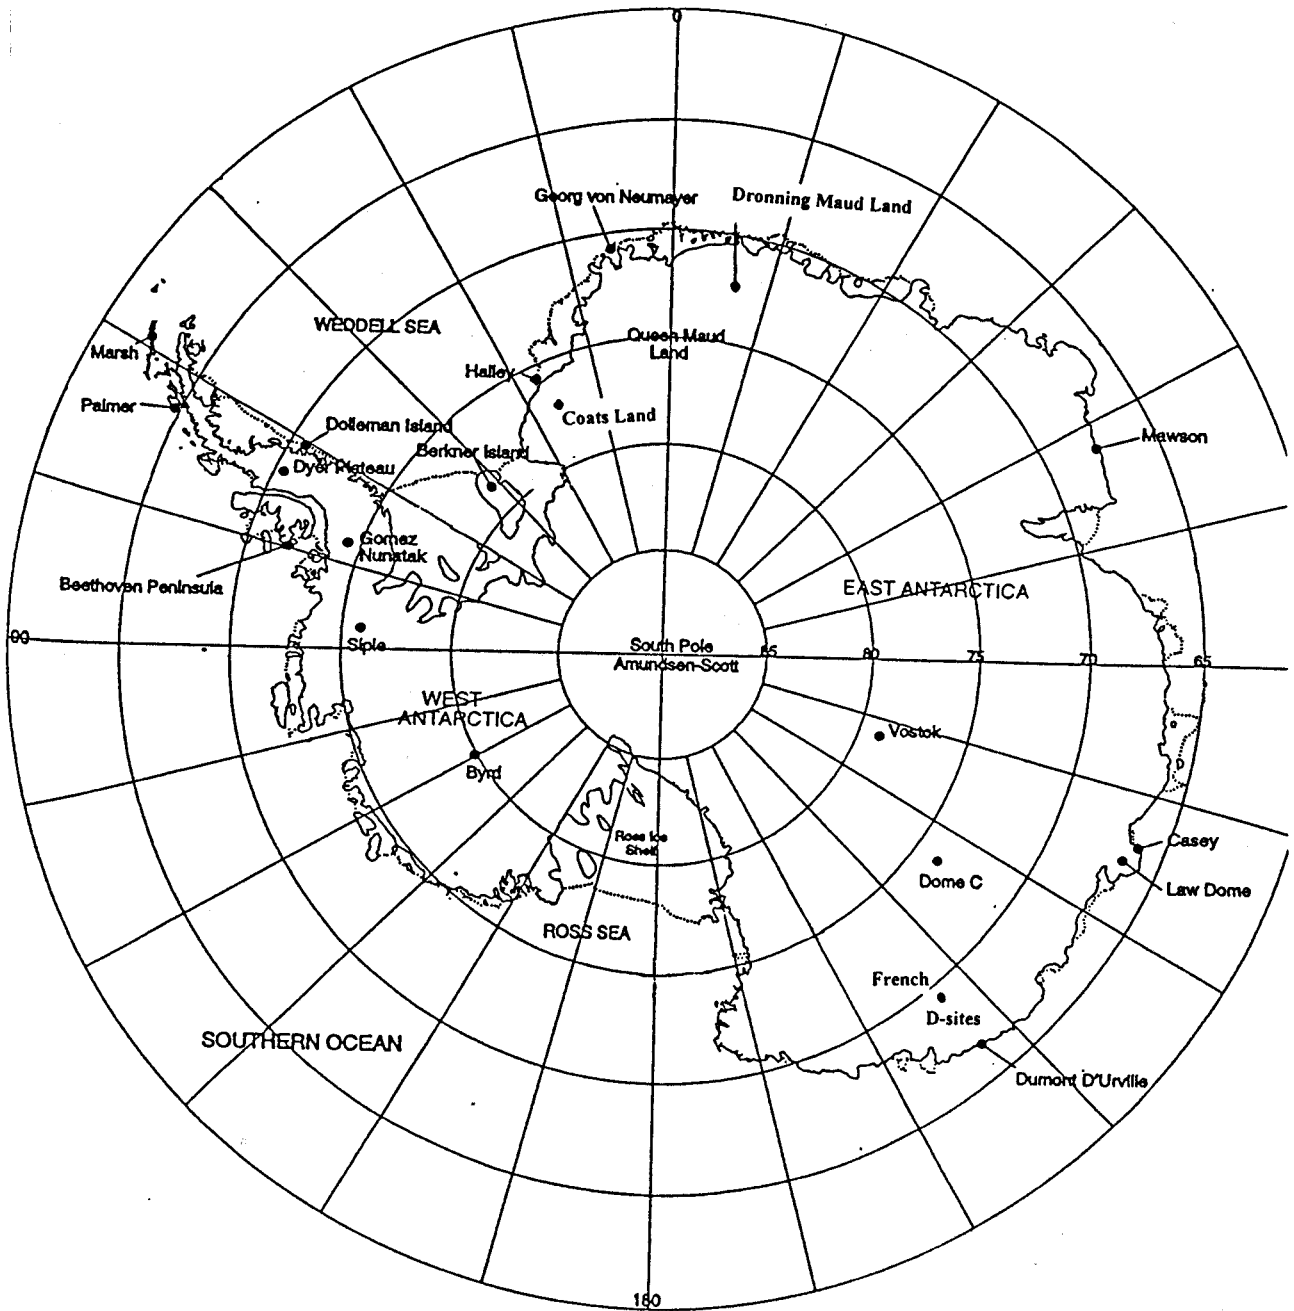 0
Georg von Neumayer
Dronning Maud Land
WEDDELL SEA
Queen Maud
Land
Marsh
Halley
Palmer
Coats Land
Dolleman Island
Mawson
Berkner Island
Dyer Plateau
Gomez
Nunatak
Beethoven Peninsula
EAST ANTARCTICA
90
Siple
South Pole
Amundsen-Scott
85
80
75
70
65
WEST
ANTARCTICA
Vostok
Byrd
Ross Ice
Shelf
Casey
Dome C
Law Dome
ROSS SEA
French
D-sites
SOUTHERN OCEAN
Dumont D'Urville
180